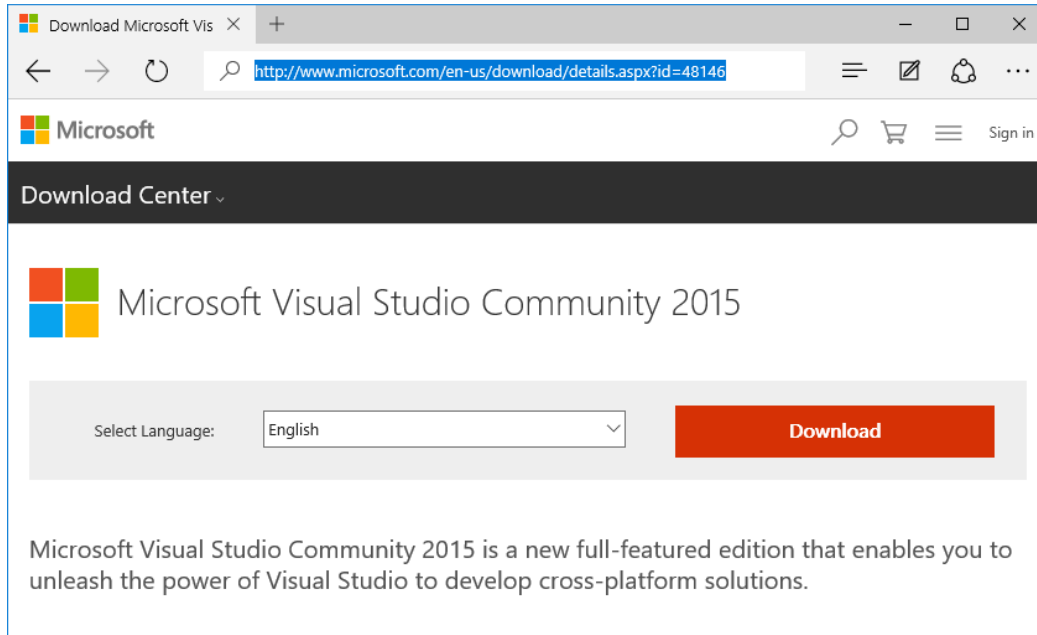 Download Microsoft Vis
http://www.microsoft.com/en-us/download/details.aspx?id=48146
Microsoft
Sign in
Download Center
Microsoft Visual Studio Community 2015
Select Language:
English
Download
Microsoft Visual Studio Community 2015 is a new full-featured edition that enables you to
unleash the power of Visual Studio to develop cross-platform solutions.